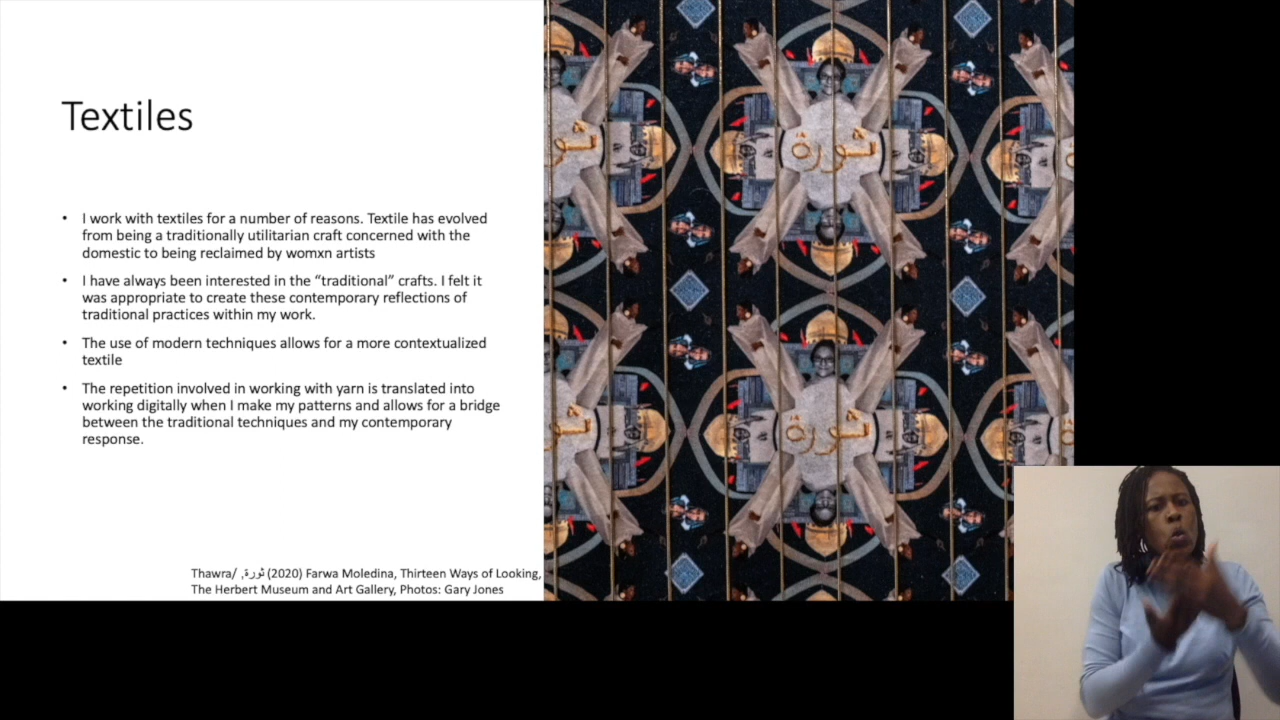 Textiles
• I work with textiles for a number of reasons. Textile has evolved
from being a traditionally utilitarian craft concerned with the
domestic to being reclaimed by womxn artists
• I have always been interested in the “traditional” crafts. I felt it
was appropriate to create these contemporary reflections of
traditional practices within my work.
• The use of modern techniques allows for a more contextualized
textile
• The repetition involved in working with yarn is translated into
working digitally when I make my patterns and allows for a bridge
between the traditional techniques and my contemporary
response.
Thawra/ ثورة, (2020) Farwa Moledina, Thirteen Ways of Looking,
The Herbert Museum and Art Gallery, Photos: Gary Jones
ثورة
ثورة